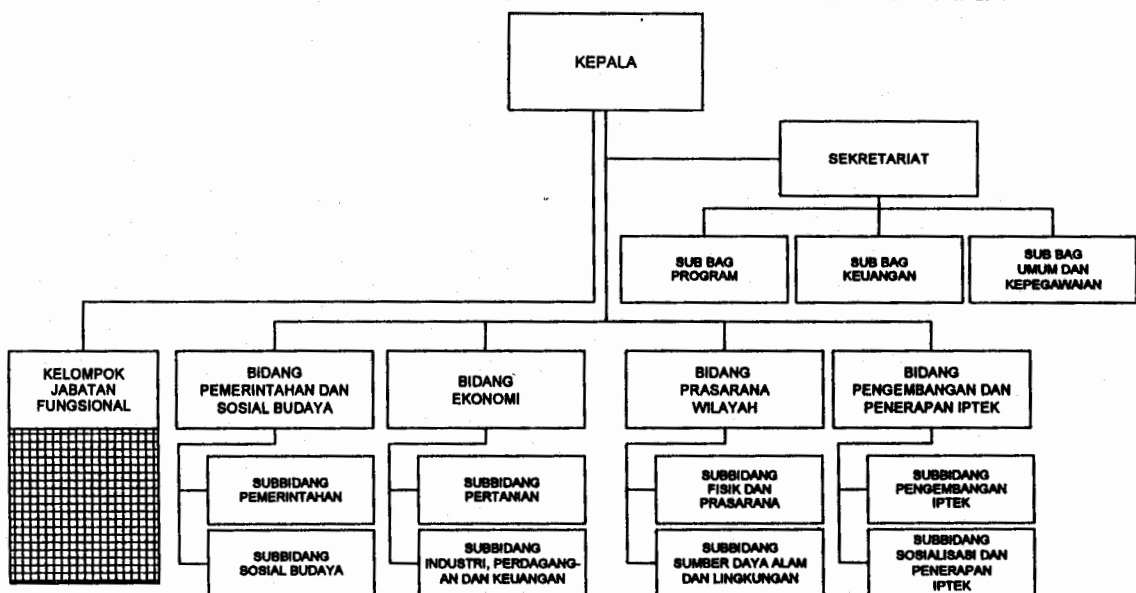 KEPALA
SEKRETARIAT
SUB BAG
PROGRAM
SUB BAG
KEUANGAN
SUB BAG
UMUM DAN
KEPEGAWAIAN
KELOMPOK
JABATAN
FUNGSIONAL
BIDANG
PEMERINTAHAN DAN
SOSIAL BUDAYA
BIDANG
EKONOMI
BIDANG
PRASARANA
WILAYAH
BIDANG
PENGEMBANGAN DAN
PENERAPAN IPTEK
SUBBIDANG
PEMERINTAHAN
SUBBIDANG
PERTANIAN
SUBBIDANG
FISIK DAN
PRASARANA
SUBBIDANG
PENGEMBANGAN
IPTEK
SUBBIDANG
SOSIAL BUDAYA
SUBBIDANG
INDUSTRI, PERDAGANG-
AN DAN KEUANGAN
SUBBIDANG
SUMBER DAYA ALAM
DAN LINGKUNGAN
SUBBIDANG
SOSIALISASI DAN
PENERAPAN
IPTEK